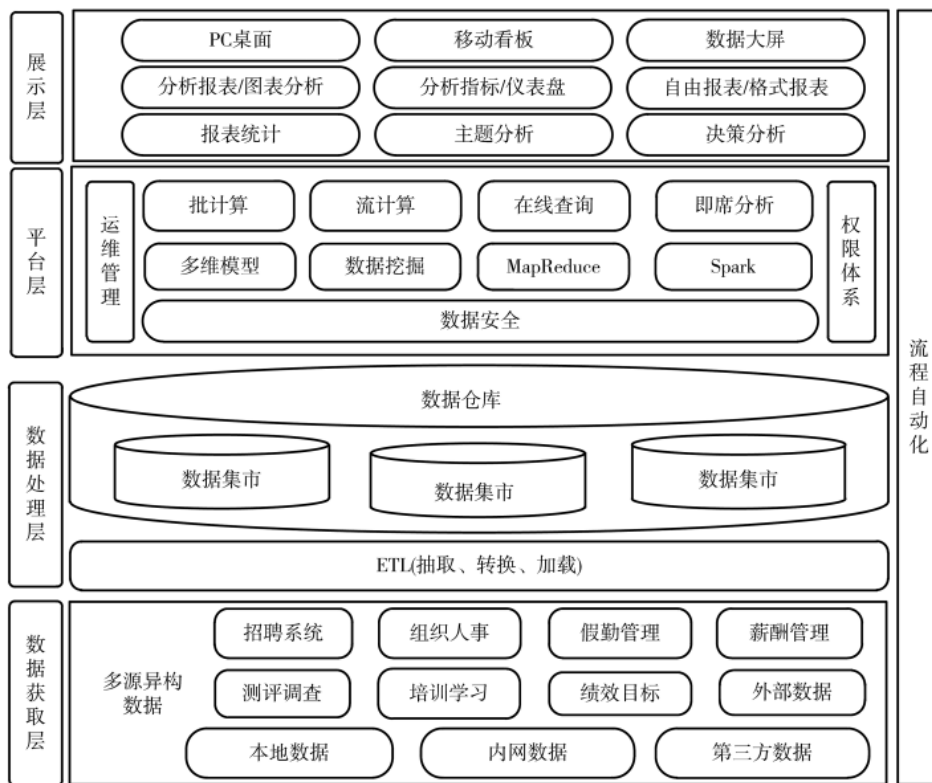 展示层
PC桌面
移动看板
数据大屏
分析报表/图表分析
分析指标/仪表盘
自由报表/格式报表
报表统计
主题分析
决策分析
平台层
运维管理
批计算
流计算
在线查询
即席分析
多维模型
数据挖掘
MapReduce
Spark
数据安全
权限体系
数据处理层
数据仓库
数据集市
数据集市
数据集市
ETL(抽取、转换、加载)
数据获取层
多源异构
数据
招聘系统
组织人事
假勤管理
薪酬管理
测评调查
培训学习
绩效目标
外部数据
本地数据
内网数据
第三方数据
流程自动化